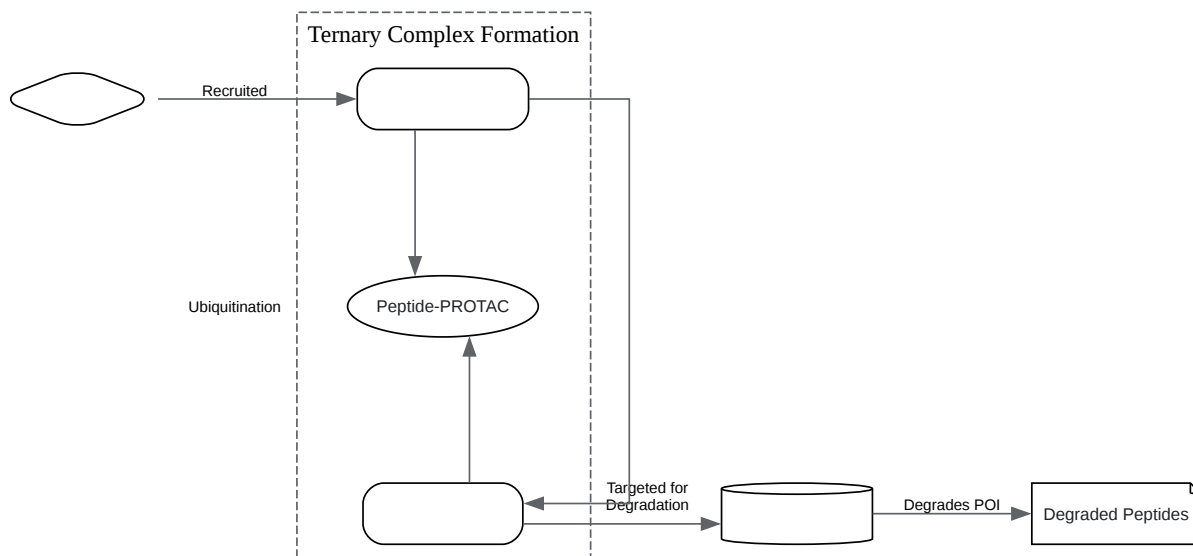 Ternary Complex Formation
Recruited
Ubiquitination
Peptide-PROTAC
Targeted for
Degradation
Degrades POI
Degraded Peptides